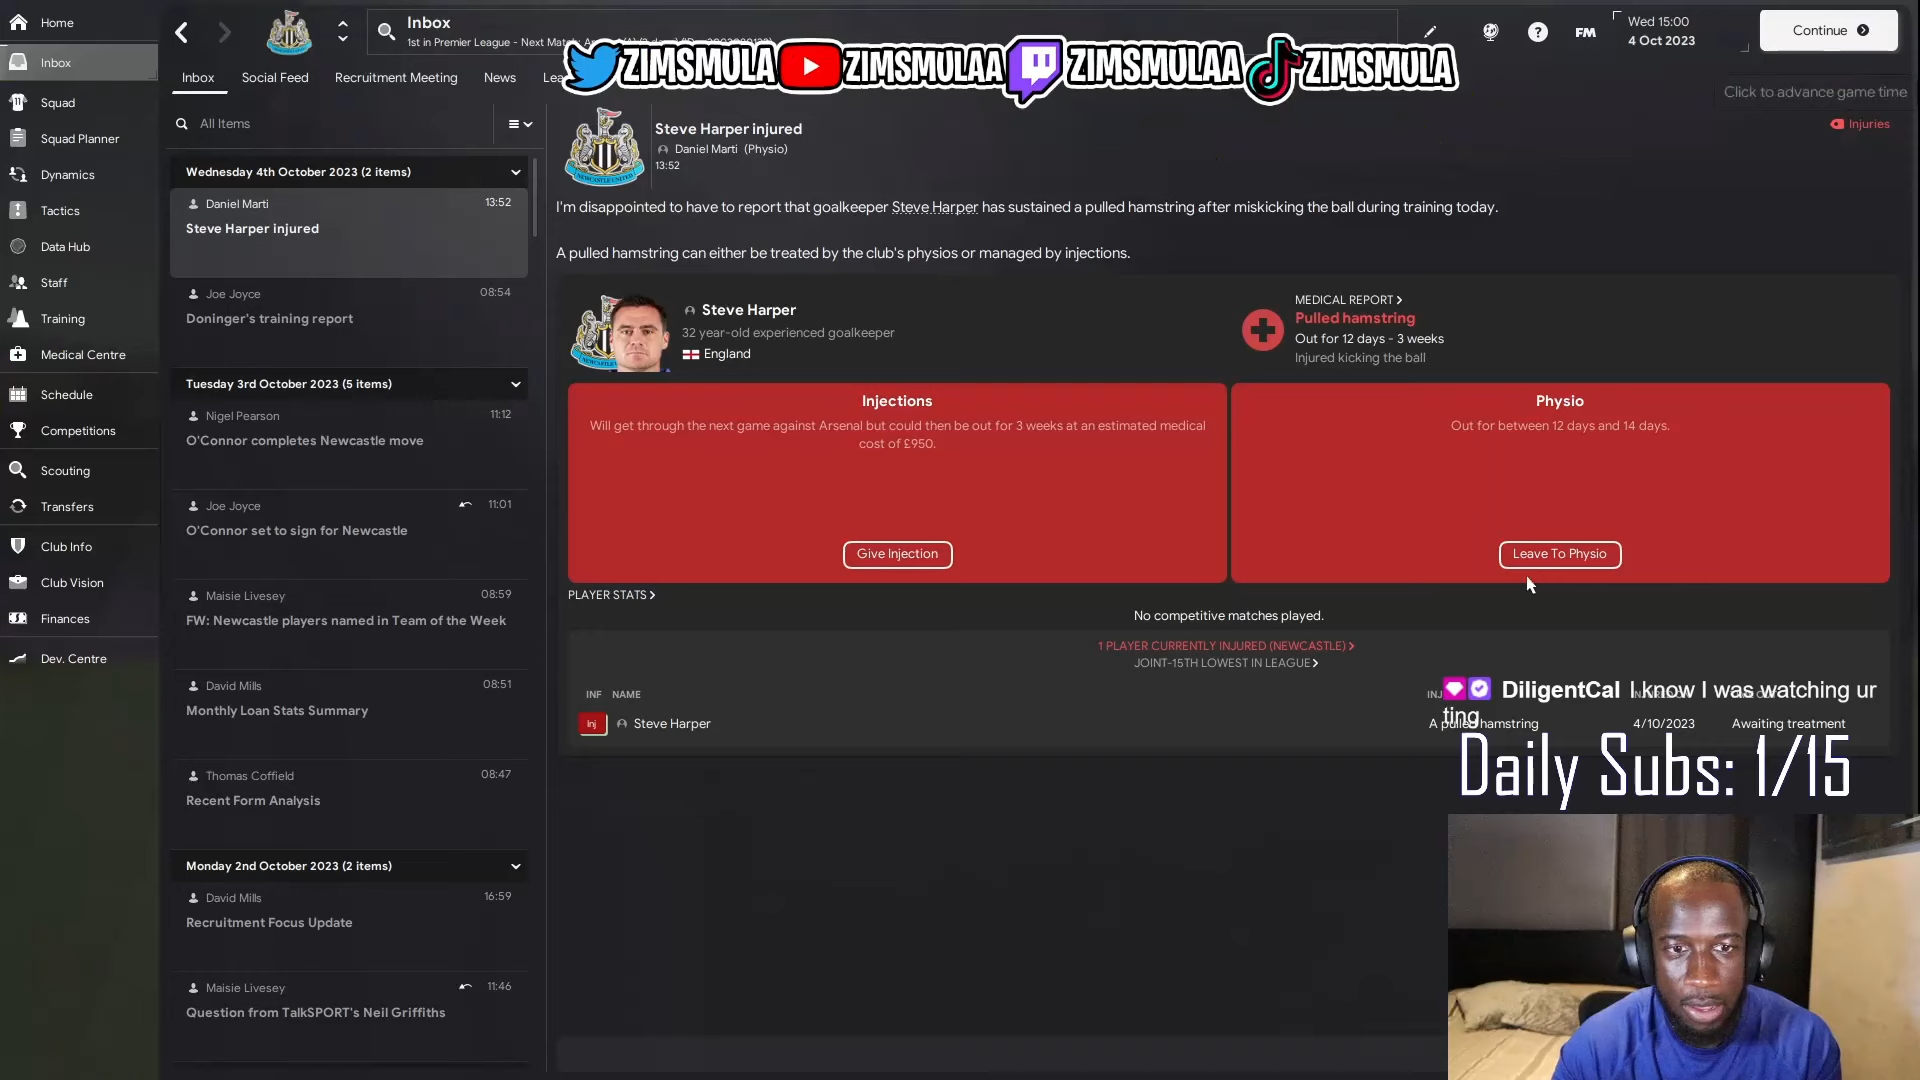 Home
Inbox
Squad
Squad Planner
Dynamics
Tactics
Data Hub
Staff
Training
Medical Centre
Schedule
Competitions
Scouting
Transfers
Club Info
Club Vision
Finances
Dev. Centre
Inbox
1st in Premier League - Next Match:
FM
Wed 15:00
4 Oct 2023
Continue
Click to advance game time
Inbox Social Feed Recruitment Meeting News
ZIMSMULA ZIMSMULAA ZIMSMULAA ZIMSMULA
All Items
Wednesday 4th October 2023 (2 items)
Daniel Marti 13:52
Steve Harper injured
Joe Joyce 08:54
Doninger's training report
Tuesday 3rd October 2023 (5 items)
Nigel Pearson 11:12
O'Connor completes Newcastle move
Joe Joyce 11:01
O'Connor set to sign for Newcastle
Maisie Livesey 08:59
FW: Newcastle players named in Team of the Week
David Mills 08:51
Monthly Loan Stats Summary
Thomas Coffield 08:47
Recent Form Analysis
Monday 2nd October 2023 (2 items)
David Mills 16:59
Recruitment Focus Update
Maisie Livesey 11:46
Question from TalkSPORT's Neil Griffiths
NEWCASTLE UNITED
Steve Harper injured
Daniel Marti (Physio)
13:52
Injuries
I'm disappointed to have to report that goalkeeper Steve Harper has sustained a pulled hamstring after miskicking the ball during training today.
A pulled hamstring can either be treated by the club's physios or managed by injections.
Steve Harper
32 year-old experienced goalkeeper
England
MEDICAL REPORT
Pulled hamstring
Out for 12 days - 3 weeks
Injured kicking the ball
Injections
Will get through the next game against Arsenal but could then be out for 3 weeks at an estimated medical
cost of £950.
Give Injection
Physio
Out for between 12 days and 14 days.
Leave To Physio
PLAYER STATS
No competitive matches played.
1 PLAYER CURRENTLY INJURED (NEWCASTLE)
JOINT-15TH LOWEST IN LEAGUE
INF NAME
Inj Steve Harper
A pulled hamstring 4/10/2023 Awaiting treatment
DiligentCal I know I was watching ur
ting
Daily Subs: 1/15